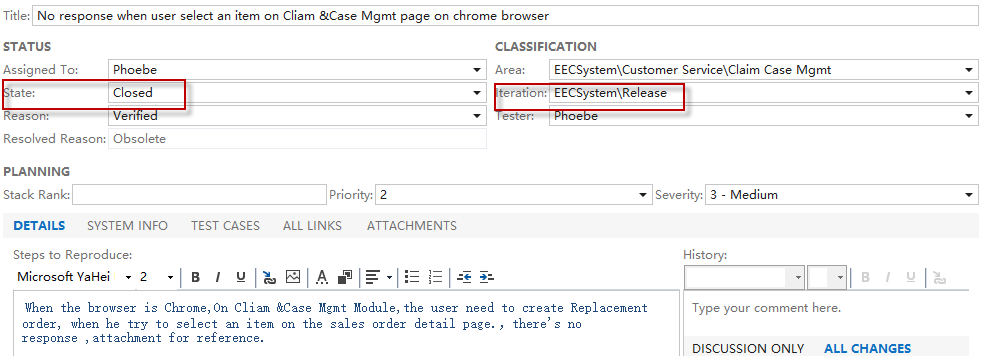 Title: No response when user select an item on Cliam &Case Mgmt page on chrome browser
STATUS
CLASSIFICATION
Assigned To: Phoebe
Area: EECSystem\Customer Service\Claim Case Mgmt
State: Closed
Iteration: EECSystem\Release
Reason: Verified
Tester: Phoebe
Resolved Reason: Obsolete
PLANNING
Stack Rank: Priority: 2 Severity: 3 - Medium
DETAILS SYSTEM INFO TEST CASES ALL LINKS ATTACHMENTS
Steps to Reproduce:
History:
Microsoft YaHei 2 B I U A
B I U
When the browser is Chrome,On Cliam &Case Mgmt Module,the user need to create Replacement
order, when he try to select an item on the sales order detail page., there's no
response ,attachment for reference.
Type your comment here.
DISCUSSION ONLY ALL CHANGES